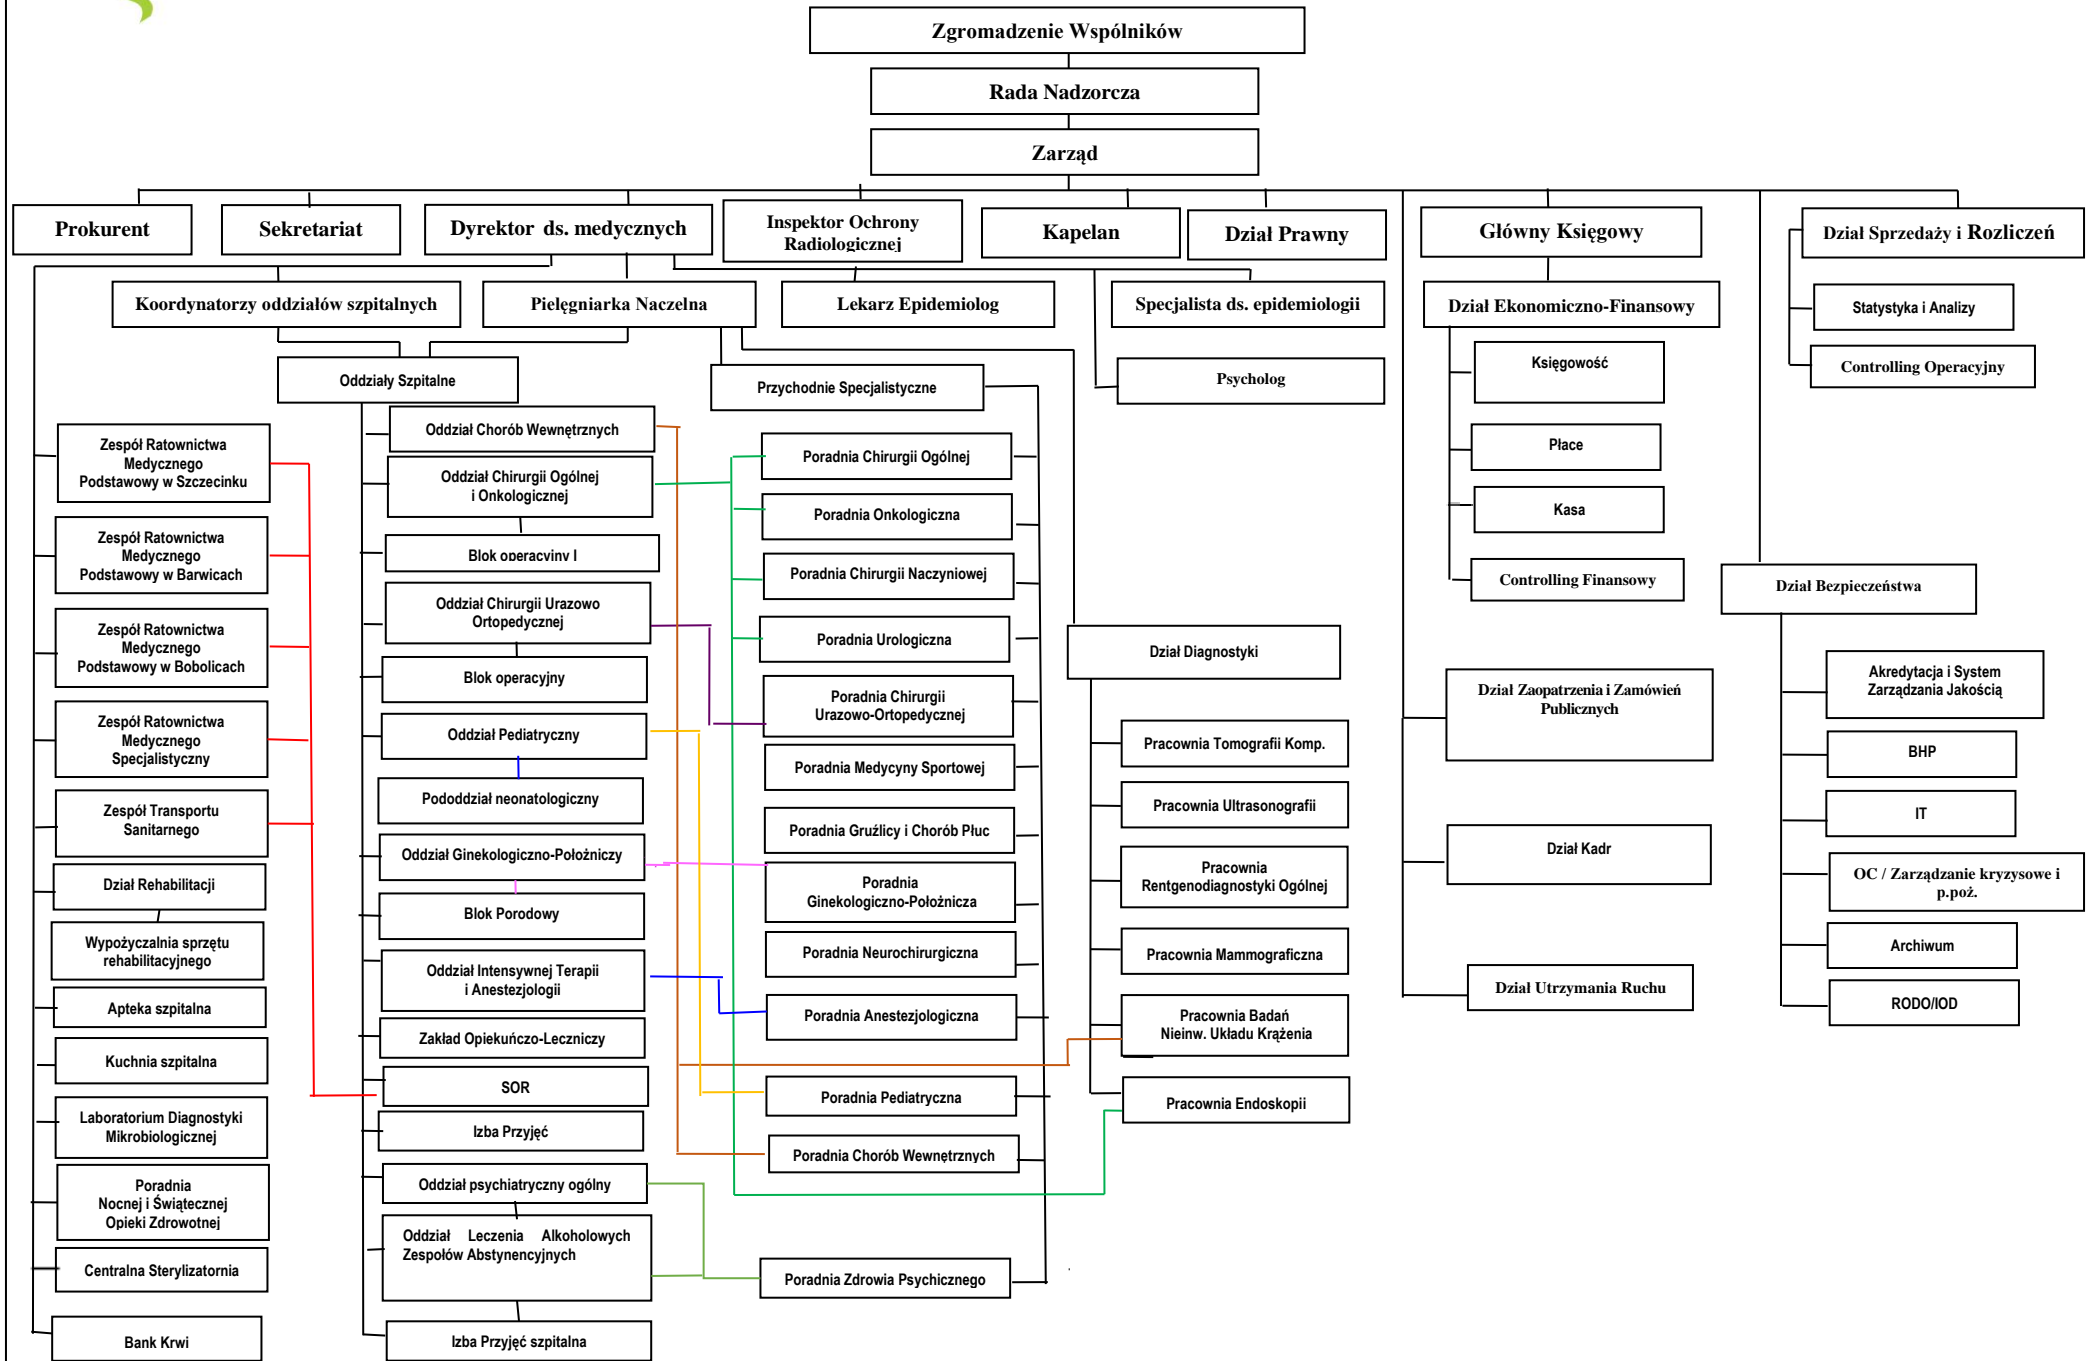 Zgromadzenie Wspólników
Rada Nadzorcza
Zarząd
Prokurent
Sekretariat
Dyrektor ds. medycznych
Inspektor Ochrony
Radiologicznej
Kapelan
Dział Prawny
Główny Księgowy
Dział Sprzedaży i Rozliczeń
Koordynatorzy oddziałów szpitalnych
Pielęgniarka Naczelna
Lekarz Epidemiolog
Specjalista ds. epidemiologii
Dział Ekonomiczno-Finansowy
Statystyka i Analizy
Controlling Operacyjny
Oddziały Szpitalne
Przychodnie Specjalistyczne
Psycholog
Księgowość
Płace
Kasa
Controlling Finansowy
Zespół Ratownictwa
Medycznego
Podstawowy w Szczecinku
Zespół Ratownictwa
Medycznego
Podstawowy w Barwicach
Zespół Ratownictwa
Medycznego
Podstawowy w Bobolicach
Zespół Ratownictwa
Medycznego
Specjalistyczny
Zespół Transportu
Sanitarnego
Dział Rehabilitacji
Wypożyczalnia sprzętu
rehabilitacyjnego
Apteka szpitalna
Kuchnia szpitalna
Laboratorium Diagnostyki
Mikrobiologicznej
Poradnia
Nocnej i Świątecznej
Opieki Zdrowotnej
Centralna Sterylizatornia
Bank Krwi
Oddział Chorób Wewnętrznych
Oddział Chirurgii Ogólnej
i Onkologicznej
Blok operacyjny I
Oddział Chirurgii Urazowo
Ortopedycznej
Blok operacyjny
Oddział Pediatryczny
Pododdział neonatologiczny
Oddział Ginekologiczno-Położniczy
Blok Porodowy
Oddział Intensywnej Terapii
i Anestezjologii
Zakład Opiekuńczo-Leczniczy
SOR
Izba Przyjęć
Oddział psychiatryczny ogólny
Oddział Leczenia Alkoholowych
Zespołów Abstynencyjnych
Izba Przyjęć szpitalna
Poradnia Chirurgii Ogólnej
Poradnia Onkologiczna
Poradnia Chirurgii Naczyniowej
Poradnia Urologiczna
Poradnia Chirurgii
Urazowo-Ortopedycznej
Poradnia Medycyny Sportowej
Poradnia Gruźlicy i Chorób Płuc
Poradnia
Ginekologiczno-Położnicza
Poradnia Neurochirurgiczna
Poradnia Anestezjologiczna
Poradnia Pediatryczna
Poradnia Chorób Wewnętrznych
Poradnia Zdrowia Psychicznego
Dział Diagnostyki
Pracownia Tomografii Komp.
Pracownia Ultrasonografii
Pracownia
Rentgenodiagnostyki Ogólnej
Pracownia Mammograficzna
Pracownia Badań
Nieinw. Układu Krążenia
Pracownia Endoskopii
Dział Zaopatrzenia i Zamówień
Publicznych
Dział Kadr
Dział Utrzymania Ruchu
Dział Bezpieczeństwa
Akredytacja i System
Zarządzania Jakością
BHP
IT
OC / Zarządzanie kryzysowe i
p.poż.
Archiwum
RODO/IOD